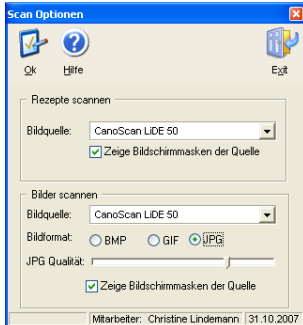 Scan Optionen
Ok Hilfe Exit
Rezepte scannen
Bildquelle: CanoScan LiDE 50
Zeige Bildschirmmasken der Quelle
Bilder scannen
Bildquelle: CanoScan LiDE 50
Bildformat: BMP GIF JPG
JPG Qualität:
Zeige Bildschirmmasken der Quelle
Mitarbeiter: Christine Lindemann 31.10.2007